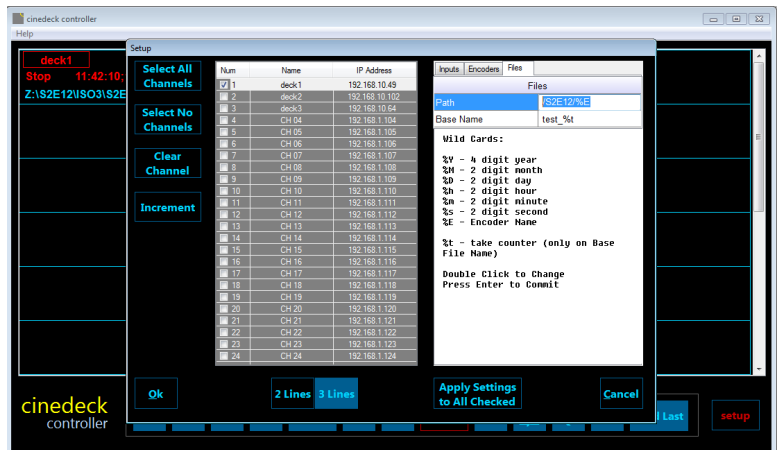 cinedeck controller
Help
Setup
deck1
Stop 11:42:10;
Z:\S2E12\ISO3\S2E
Select All
Channels
Select No
Channels
Clear
Channel
Increment
Num Name IP Address
1 deck1 192.168.10.49
2 deck2 192.168.10.102
3 deck3 192.168.10.64
4 CH 04 192.168.1.104
5 CH 05 192.168.1.105
6 CH 06 192.168.1.106
7 CH 07 192.168.1.107
8 CH 08 192.168.1.108
9 CH 09 192.168.1.109
10 CH 10 192.168.1.110
11 CH 11 192.168.1.111
12 CH 12 192.168.1.112
13 CH 13 192.168.1.113
14 CH 14 192.168.1.114
15 CH 15 192.168.1.115
16 CH 16 192.168.1.116
17 CH 17 192.168.1.117
18 CH 18 192.168.1.118
19 CH 19 192.168.1.119
20 CH 20 192.168.1.120
21 CH 21 192.168.1.121
22 CH 22 192.168.1.122
23 CH 23 192.168.1.123
24 CH 24 192.168.1.124
Inputs Encoders Files
Files
Path /S2E12/%E
Base Name test_%t
Wild Cards:
%Y - 4 digit year
%M - 2 digit month
%D - 2 digit day
%h - 2 digit hour
%m - 2 digit minute
%s - 2 digit second
%E - Encoder Name
%t - take counter (only on Base
File Name)
Double Click to Change
Press Enter to Commit
Ok
2 Lines 3 Lines
Apply Settings
to All Checked
Cancel
cinedeck
controller
l Last
setup